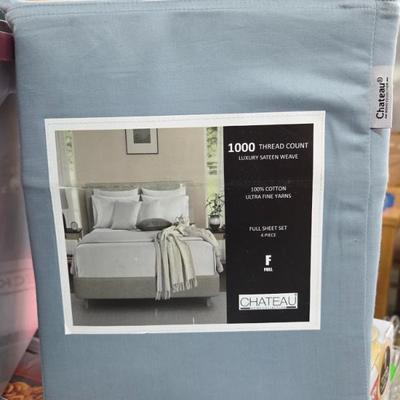 Chateau®
1000 THREAD COUNT
LUXURY SATEEN WEAVE
100% COTTON
ULTRA FINE YARNS
FULL SHEET SET
4 PIECE
F
FULL
CHATEAU